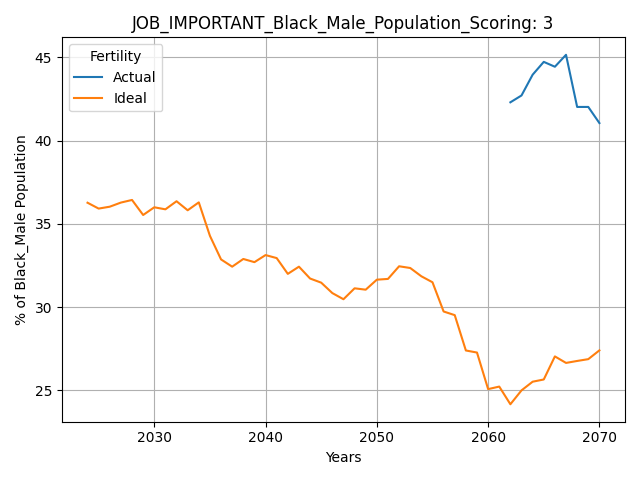 JOB_IMPORTANT_Black_Male_Population_Scoring: 3
Fertility
Actual
Ideal
% of Black_Male Population
45
40
35
30
25
2030 2040 2050 2060 2070
Years